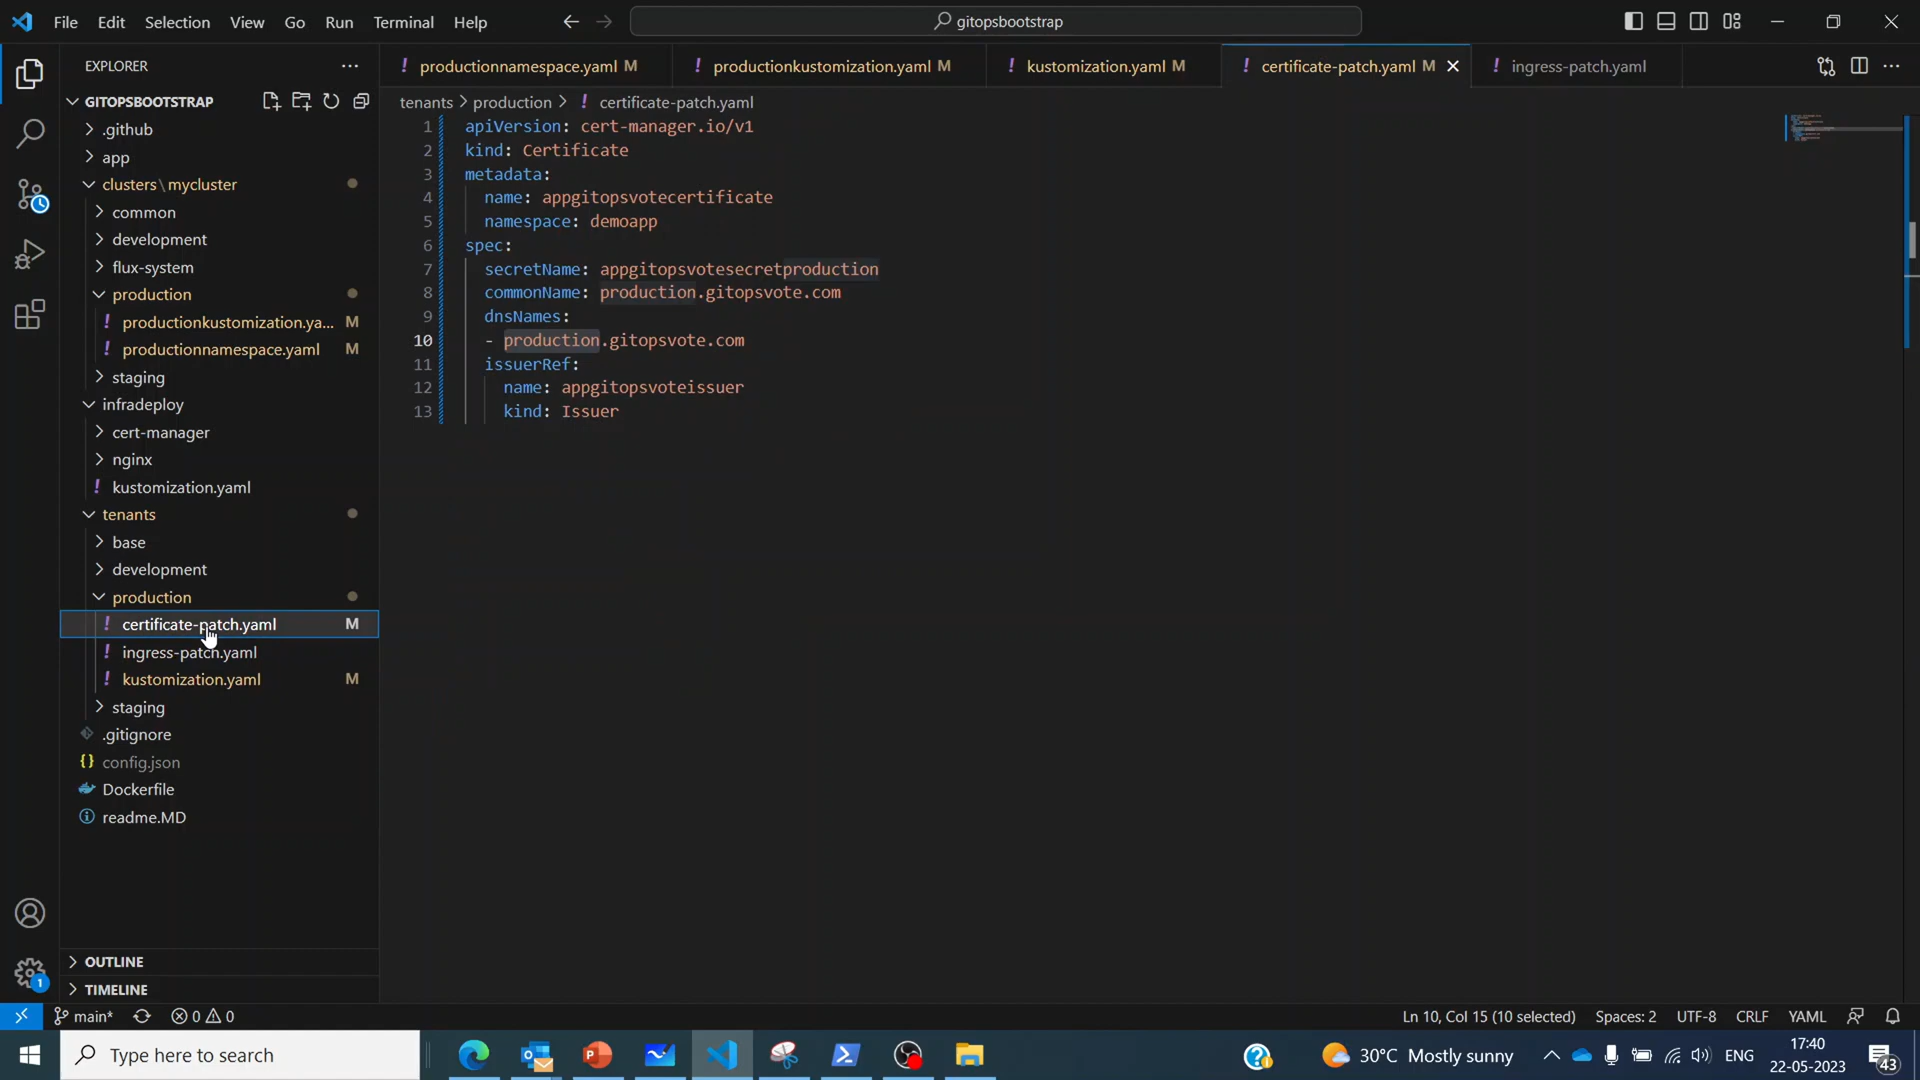 File Edit Selection View Go Run Terminal Help
gitopsbootstrap
EXPLORER
GITOPSBOOTSTRAP
.github
app
clusters\mycluster
common
development
flux-system
production
productionkustomization.ya... M
productionnamespace.yaml M
staging
infradeploy
cert-manager
nginx
kustomization.yaml
tenants
base
development
production
certificate-patch.yaml M
ingress-patch.yaml
kustomization.yaml M
staging
.gitignore
config.json
Dockerfile
readme.MD
OUTLINE
TIMELINE
productionnamespace.yaml M
productionkustomization.yaml M
kustomization.yaml M
certificate-patch.yaml M
ingress-patch.yaml
tenants > production > ! certificate-patch.yaml
1 apiVersion: cert-manager.io/v1
2 kind: Certificate
3 metadata:
4 name: appgitopsvotecertificate
5 namespace: demoapp
6 spec:
7 secretName: appgitopsvotesecretproduction
8 commonName: production.gitopsvote.com
9 dnsNames:
10 - production.gitopsvote.com
11 issuerRef:
12 name: appgitopsvoteissuer
13 kind: Issuer
1
main* 0 0
Ln 10, Col 15 (10 selected) Spaces: 2 UTF-8 CRLF YAML
Type here to search
30°C Mostly sunny
ENG
17:40
22-05-2023
43